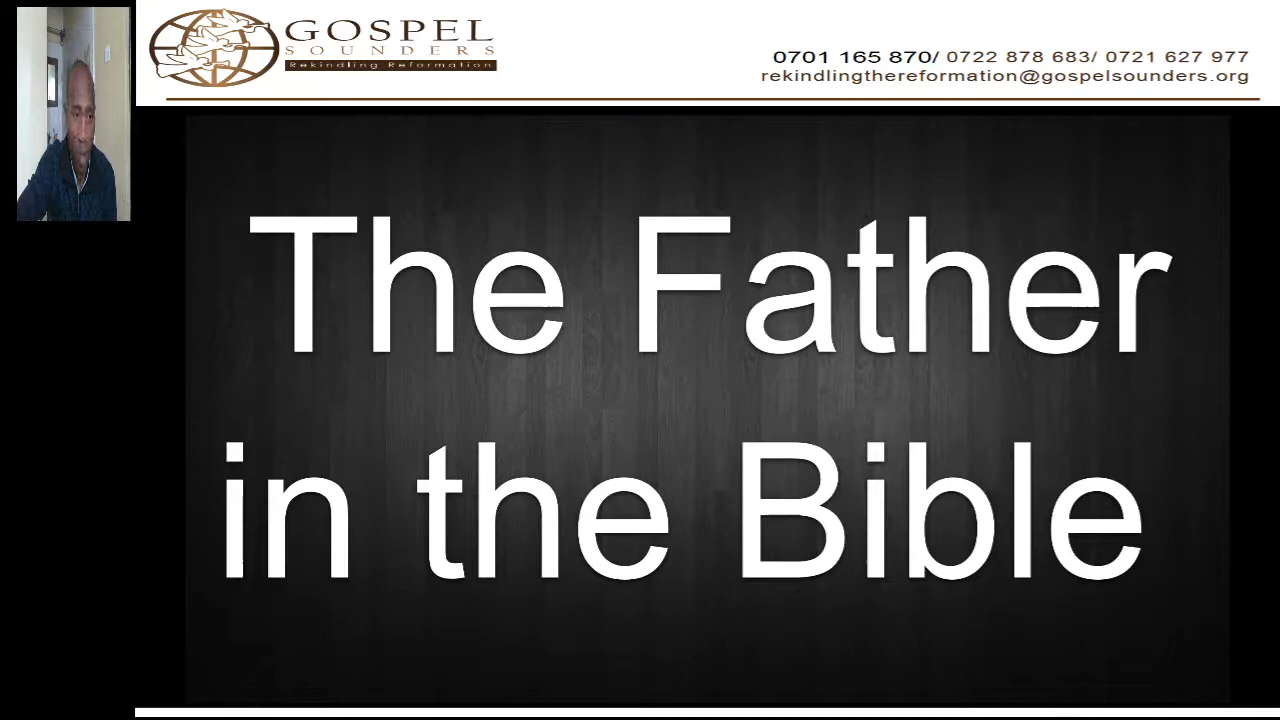 GOSPEL
SOUNDERS
Rekindling Reformation
0701 165 870/ 0722 878 683/ 0721 627 977
rekindlingthereformation@gospelsounders.org
The Father
in the Bible